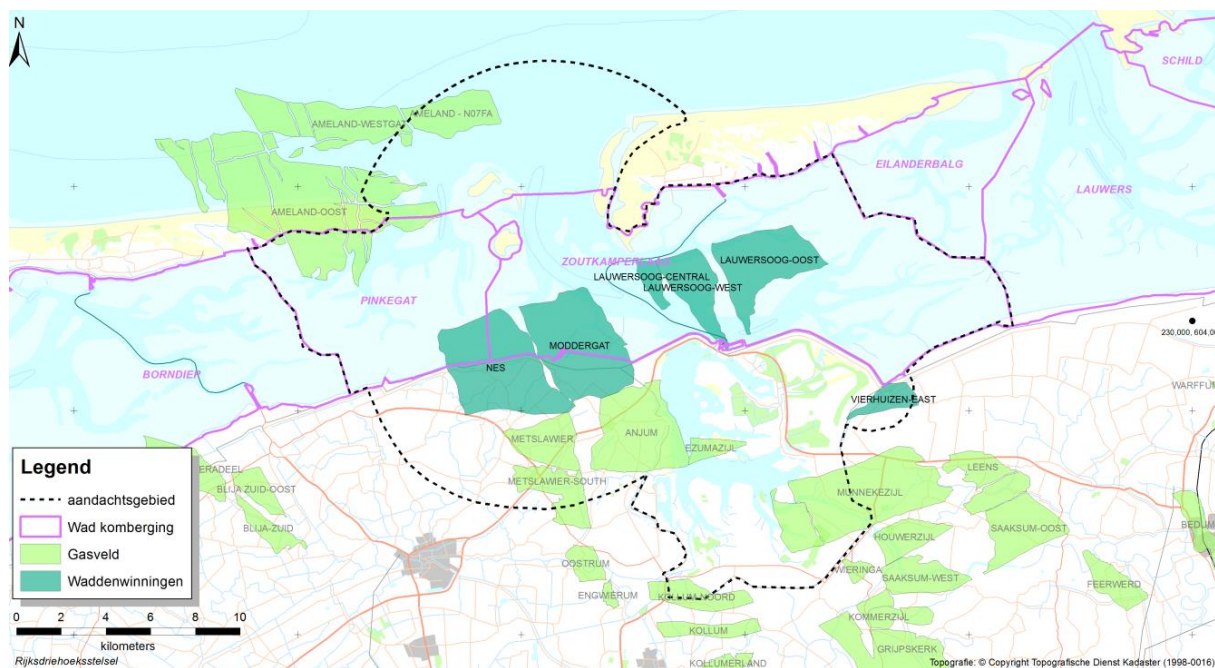 N
SCHILD
AMELAND - N07FA
AMELAND-WESTGAT
EILANDERBALG
LAUWERS
AMELAND-OOST
LAUWERSOOG-OOST
LAUWERSOOG-CENTRAL
LAUWERSOOG-WEST
PINKEGAT
230,000, 604,0
MODDERGAT
NES
BORNDIEP
WARFFU
VIERHUIZEN-EAST
ANJUM
METSLAWIER
EZUMAZIJL
LEENS
METSLAWIER-SOUTH
MUNNEKEZIJL
BLIJA ZUID-OOST
SAAKSUM-OOST
BLIJA-ZUID
BEDUM
HOUWERZIJL
OOSTRUM
WIERINGA
SAAKSUM-WEST
FEERWERD
ENGWIERUM
KOLLUM-NOORD
KOMMERZIJL
KOLLUM
GRIJPSKERK
KOLLUMERLAND
Legend
aandachtsgebied
Wad komberging
Gasveld
Waddenwinningen
0 2 4 6 8 10
kilometers
Rijksdriehoeksstelsel
Topografie: © Copyright Topografische Dienst Kadaster (1998-0016)